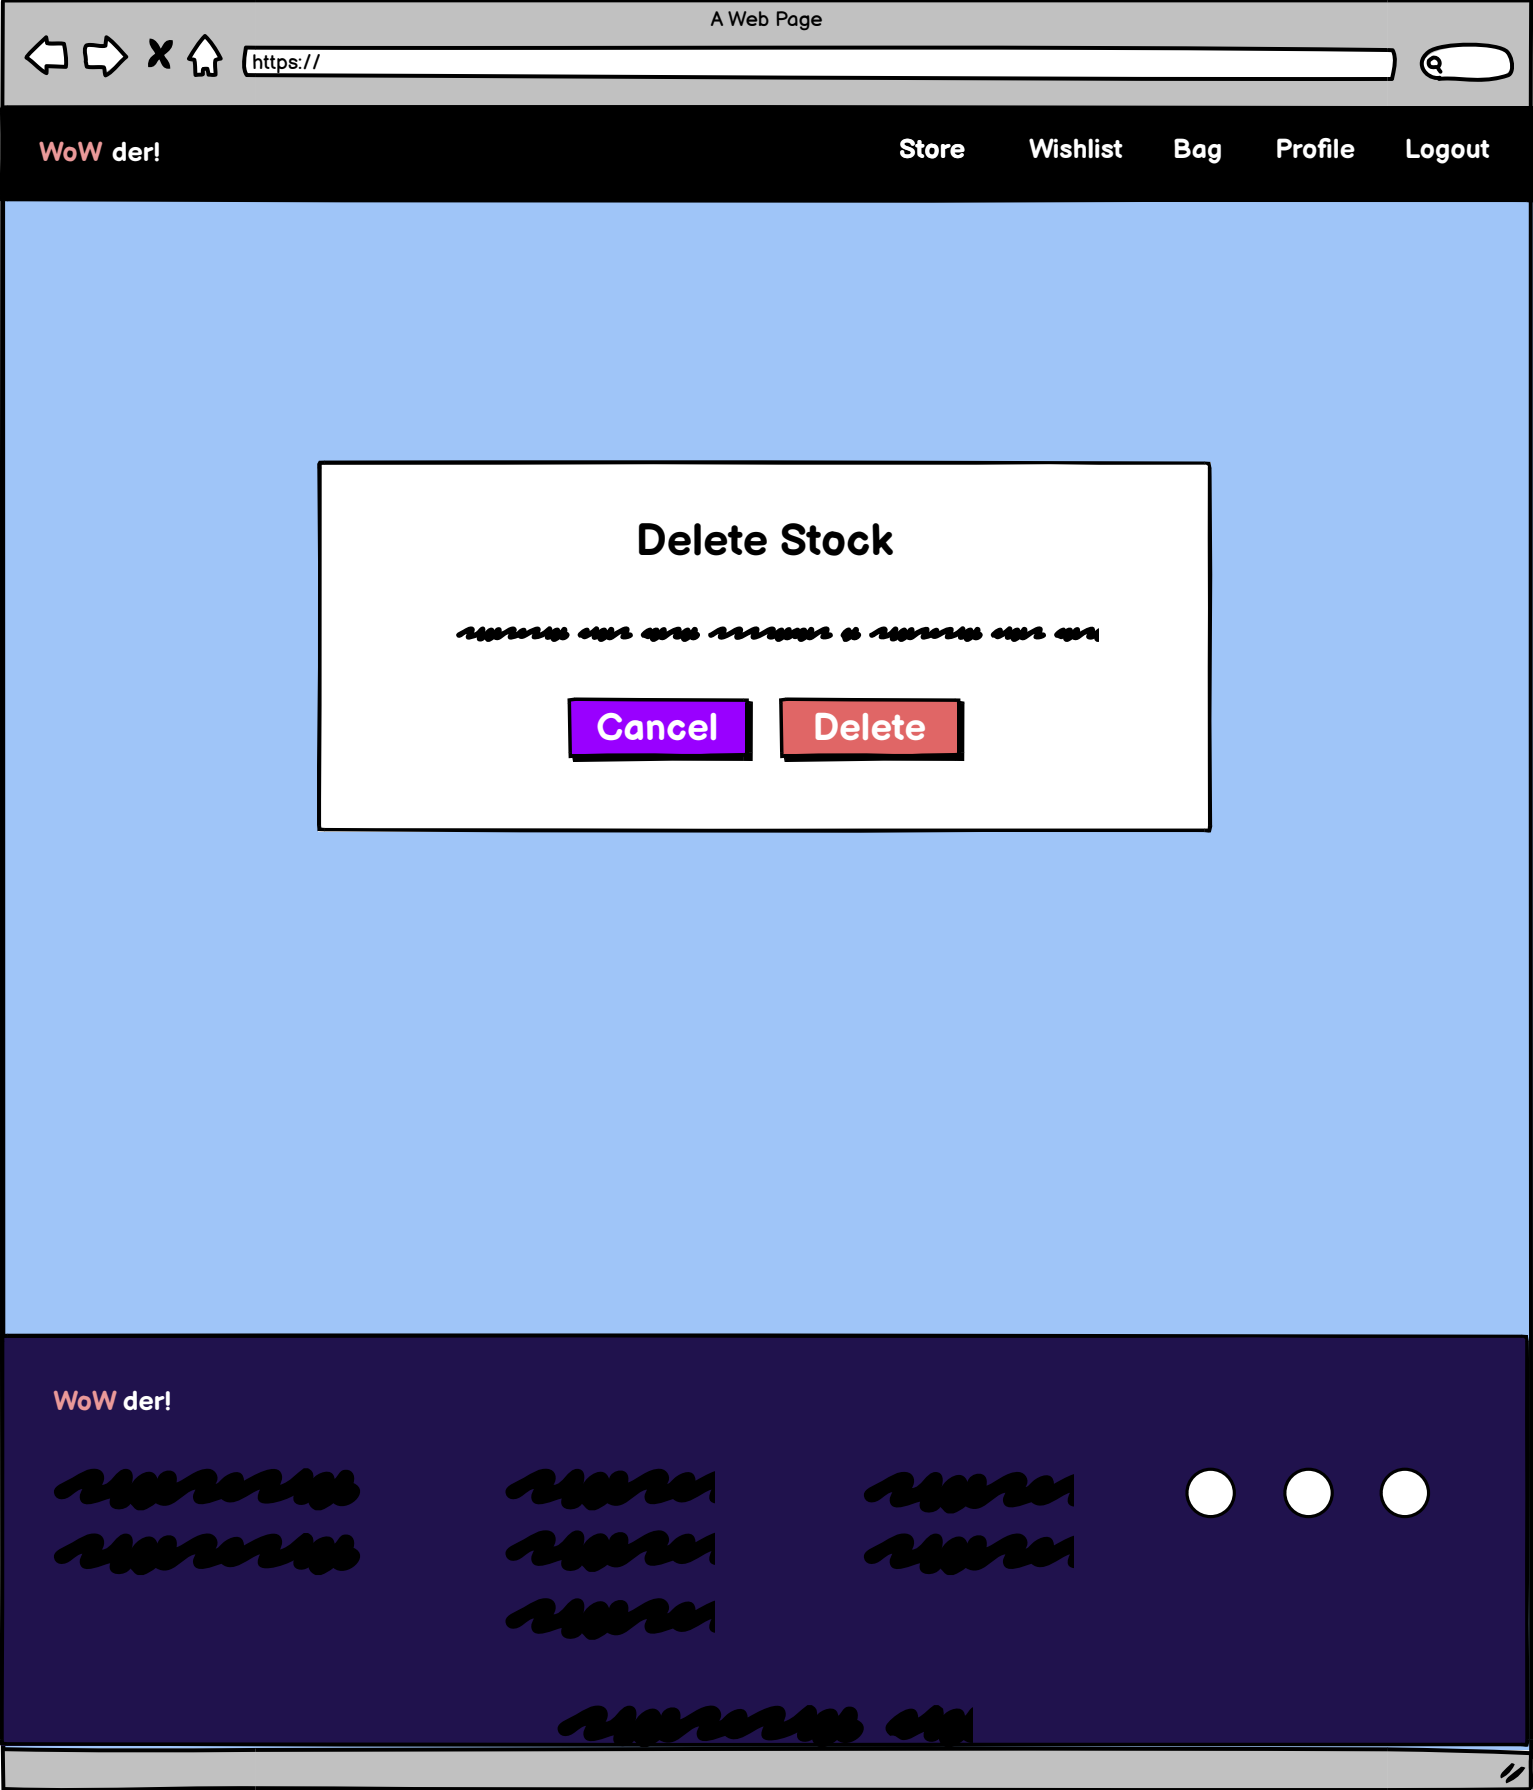 A Web Page
https://
WoW der!
Store Wishlist Bag Profile Logout
Delete Stock
Cancel Delete
WoW der!